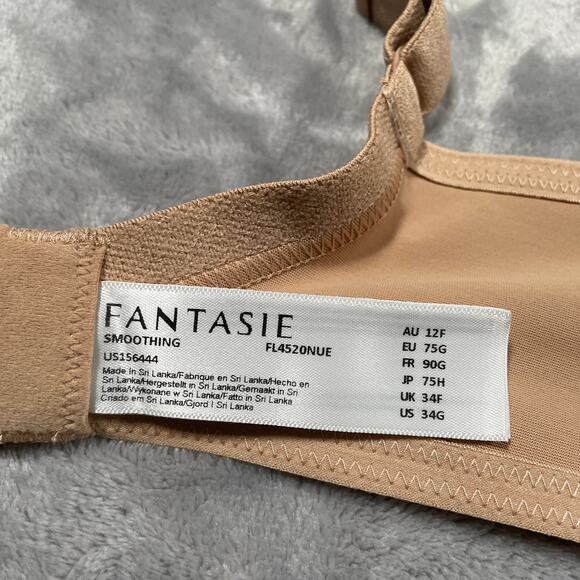 FANTASIE
SMOOTHING FL4520NUE
US156444
Made In Sri Lanka/Fabrique en Sri Lanka/Hecho en
Sri Lanka/Hergestellt in Sri Lanka/Gemaakt in Sri
Lanka/Wykonane w Sri Lanka/Fatto in Sri Lanka/
Criado em Sri Lanka/Gjord I Sri Lanka
AU 12F
EU 75G
FR 90G
JP 75H
UK 34F
US 34G